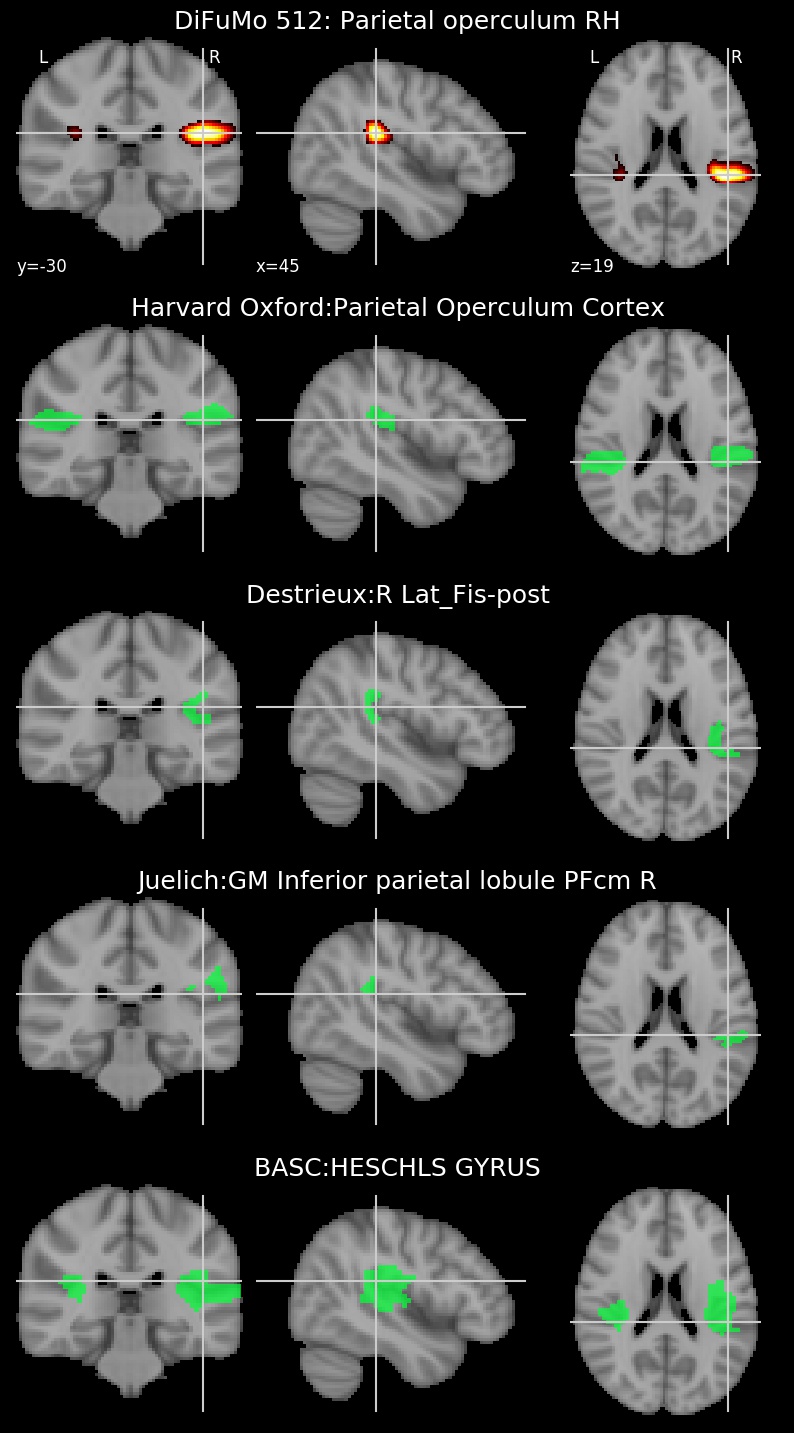 DiFuMo 512: Parietal operculum RH
L R L R
y=-30 x=45 z=19
Harvard Oxford:Parietal Operculum Cortex
Destrieux:R Lat_Fis-post
Juelich:GM Inferior parietal lobule PFcm R
BASC:HESCHLS GYRUS